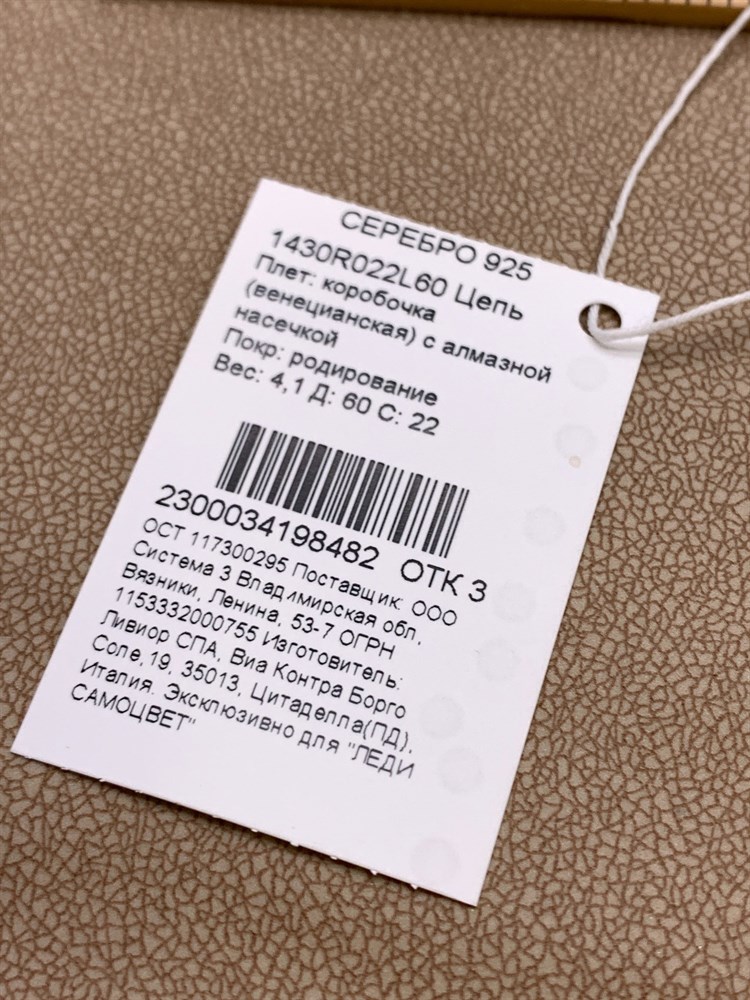 СЕРЕБРО 925
1430R022L60 Цепь
Плет: коробочка
(венецианская) с алмазной
насечкой
Покр: родирование
Вес: 4,1 Д: 60 С: 22
2300034198482 ОТК 3
ОСТ 117300295 Поставщик: ООО
Система 3 Владимирская обл,
Вязники, Ленина, 53-7 ОГРН
1153332000755 Изготовитель:
Ливиор СПА, Виа Контра Борго
Соле, 19, 35013, Цитаделла(ПД),
Италия. Эксклюзивно для "ЛЕДИ
САМОЦВЕТ"